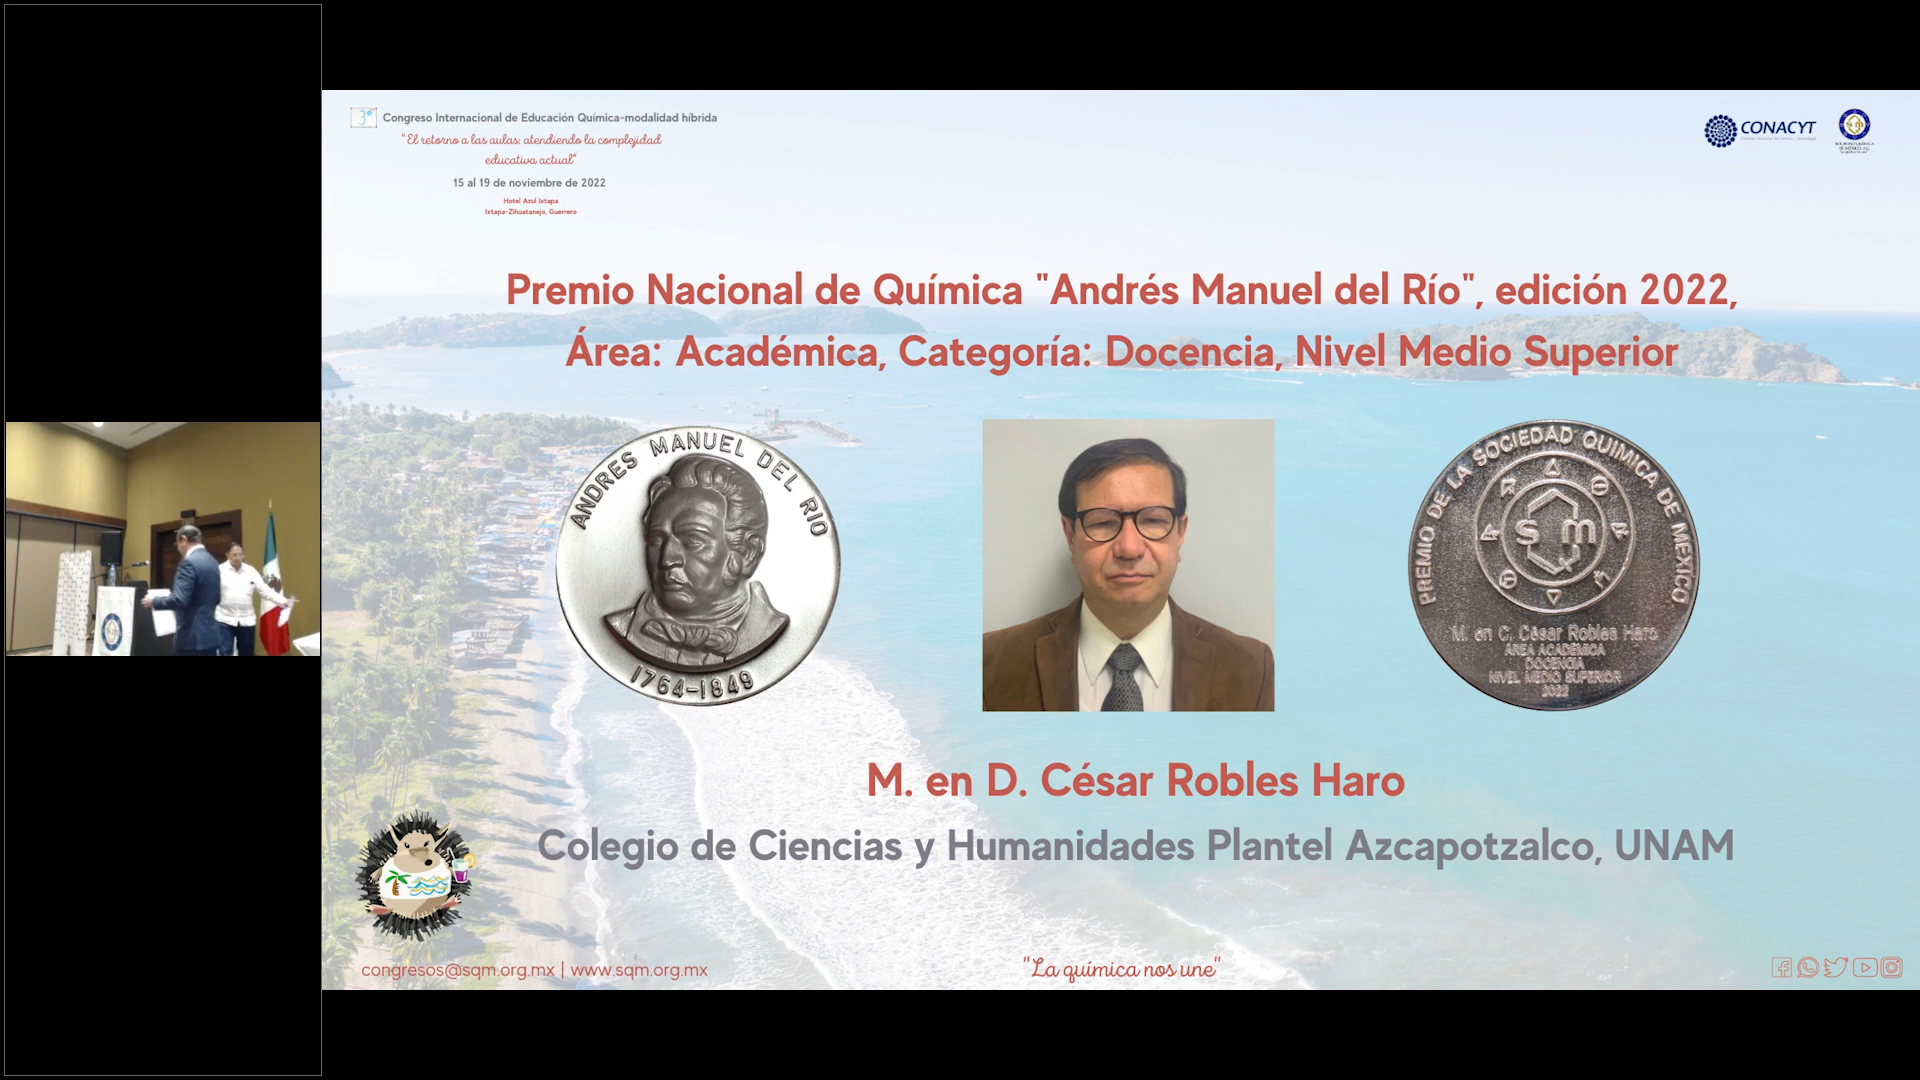 3°
Congreso Internacional de Educación Química-modalidad híbrida
"El retorno a las aulas: atendiendo la complejidad
educativa actual"
15 al 19 de noviembre de 2022
Hotel Azul Ixtapa
Ixtapa-Zihuatanejo, Guerrero
CONACYT
Premio Nacional de Química "Andrés Manuel del Río", edición 2022,
Área: Académica, Categoría: Docencia, Nivel Medio Superior
ANDRES MANUEL DEL RIO
1764-1849
PREMIO DE LA SOCIEDAD QUIMICA DE MEXICO
SQM
M. en C. César Robles Haro
ÁREA ACADÉMICA
DOCENCIA
NIVEL MEDIO SUPERIOR
2022
M. en D. César Robles Haro
Colegio de Ciencias y Humanidades Plantel Azcapotzalco, UNAM
congresos@sqm.org.mx | www.sqm.org.mx
"La química nos une"